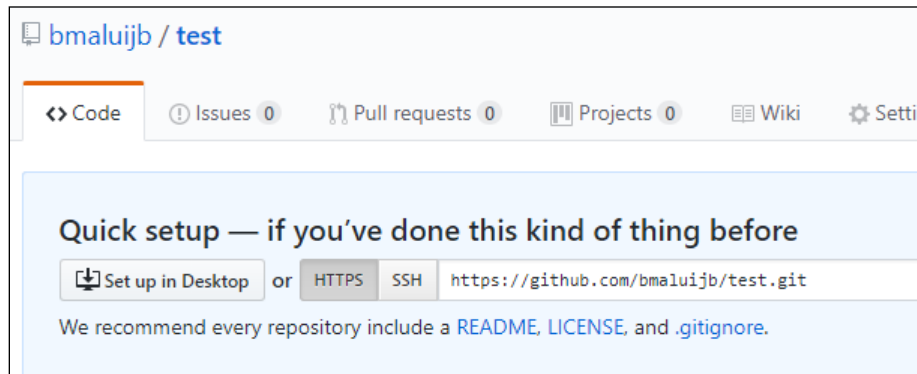 bmaluijb / test
Code Issues 0 Pull requests 0 Projects 0 Wiki Setti
Quick setup — if you've done this kind of thing before
Set up in Desktop or HTTPS SSH https://github.com/bmaluijb/test.git
We recommend every repository include a README, LICENSE, and .gitignore.